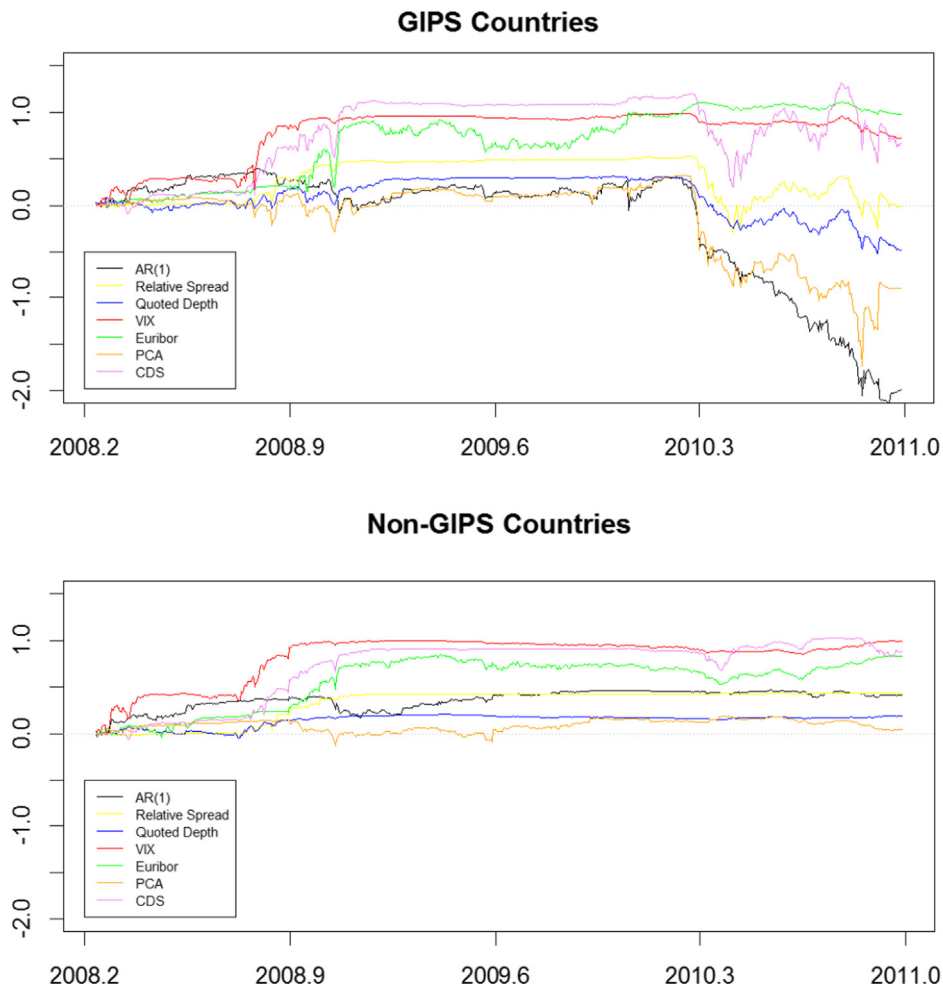 GIPS Countries
1.0
0.0
-1.0
-2.0
AR(1)
Relative Spread
Quoted Depth
VIX
Euribor
PCA
CDS
2008.2 2008.9 2009.6 2010.3 2011.0
Non-GIPS Countries
1.0
0.0
-1.0
-2.0
AR(1)
Relative Spread
Quoted Depth
VIX
Euribor
PCA
CDS
2008.2 2008.9 2009.6 2010.3 2011.0